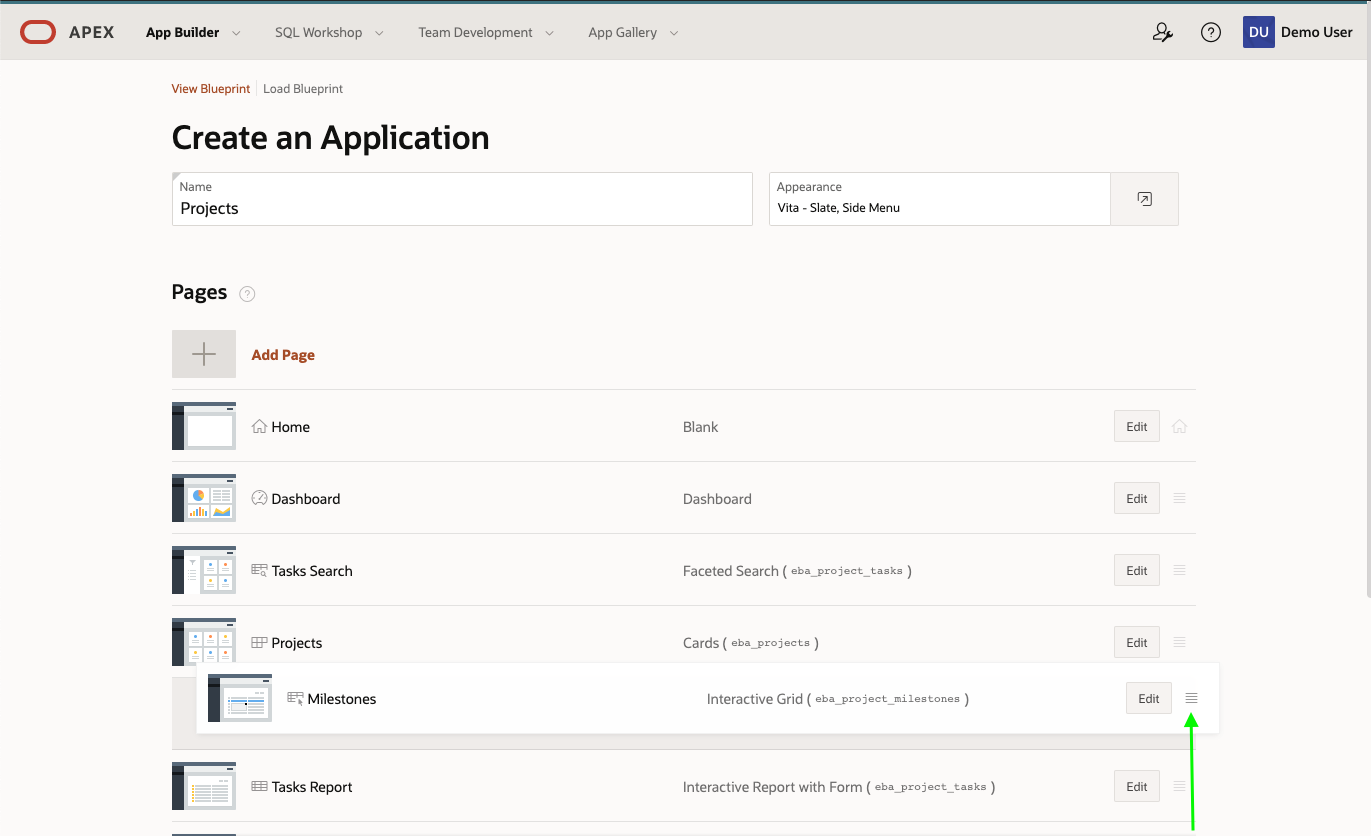 APEX App Builder SQL Workshop Team Development App Gallery ? DU Demo User
View Blueprint Load Blueprint
Create an Application
Name
Projects
Appearance
Vita - Slate, Side Menu
Pages ?
Add Page
Home Blank Edit
Dashboard Dashboard Edit
Tasks Search Faceted Search ( eba_project_tasks ) Edit
Projects Cards ( eba_projects ) Edit
Milestones Interactive Grid ( eba_project_milestones ) Edit
Tasks Report Interactive Report with Form ( eba_project_tasks ) Edit